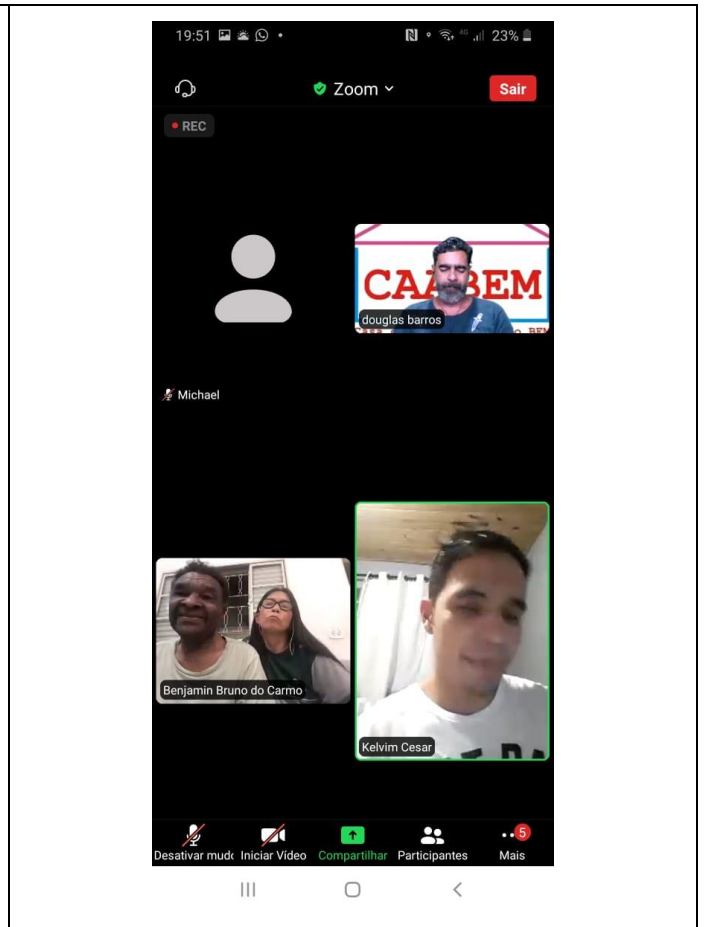 19:51
4G
23%
Zoom
Sair
REC
CAABEM
douglas barros
Michael
Benjamin Bruno do Carmo
Kelvim Cesar
5
Desativar mudo Iniciar Vídeo Compartilhar Participantes Mais